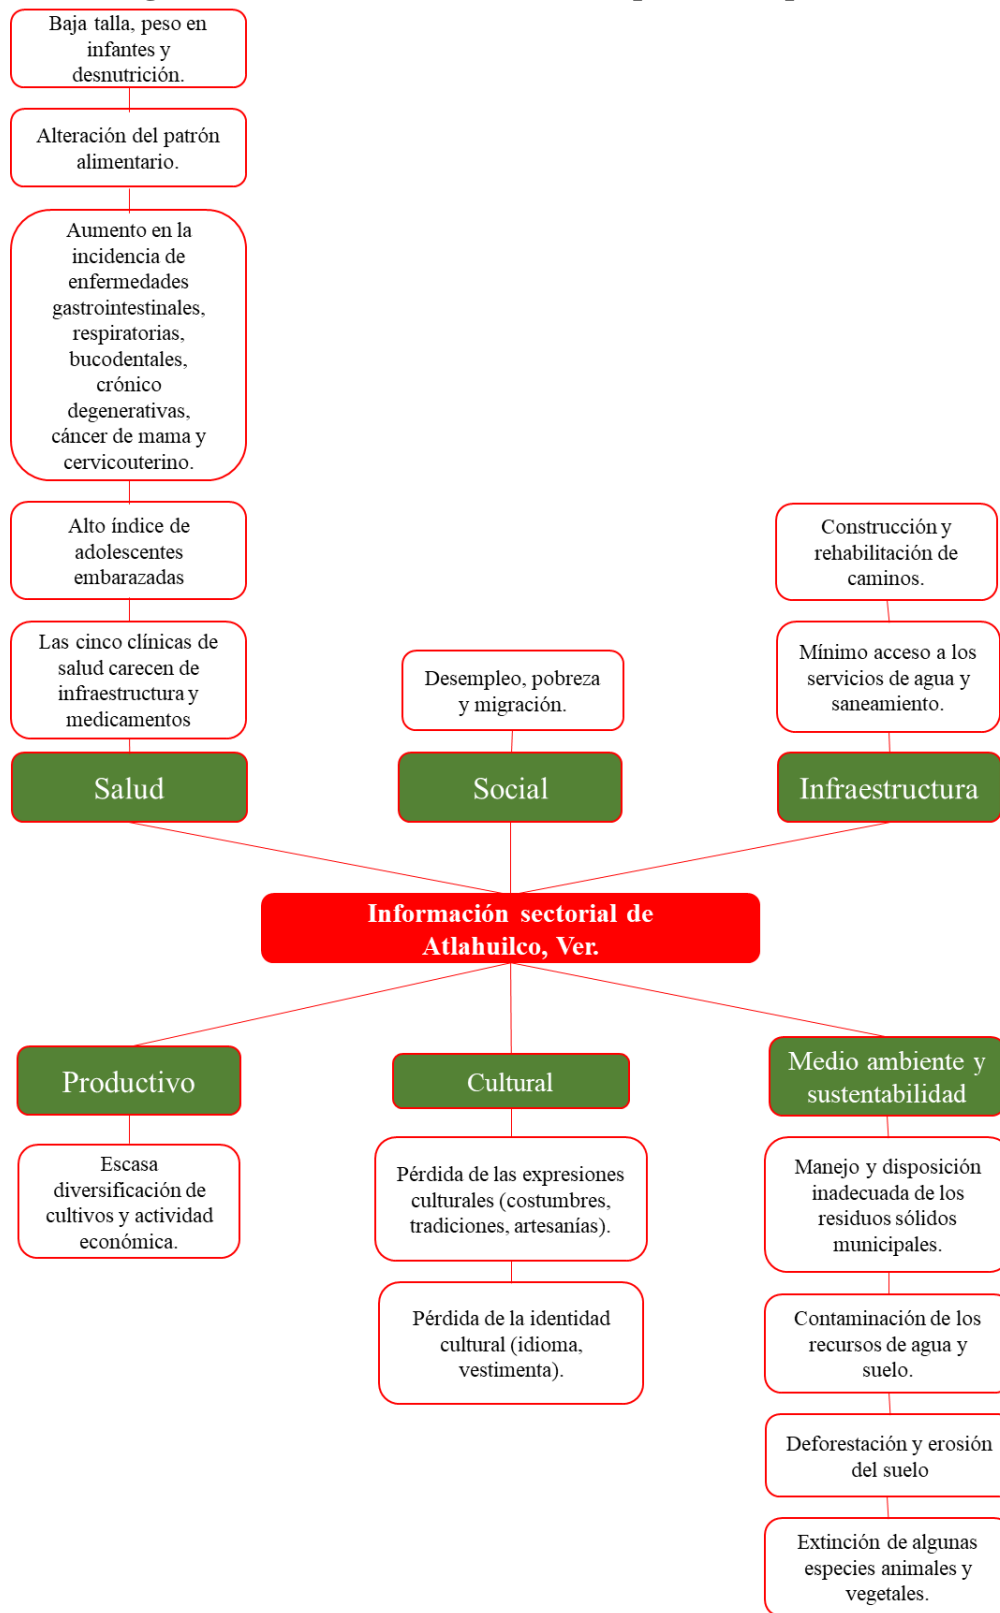 Baja talla, peso en
infantes y
desnutrición.
Alteración del patrón
alimentario.
Aumento en la
incidencia de
enfermedades
gastrointestinales,
respiratorias,
bucodentales,
crónico
degenerativas,
cáncer de mama y
cervicouterino.
Alto índice de
adolescentes
embarazadas
Las cinco clínicas de
salud carecen de
infraestructura y
medicamentos
Salud
Desempleo, pobreza
y migración.
Social
Construcción y
rehabilitación de
caminos.
Mínimo acceso a los
servicios de agua y
saneamiento.
Infraestructura
Información sectorial de
Atlahuilco, Ver.
Productivo
Escasa
diversificación de
cultivos y actividad
económica.
Cultural
Pérdida de las expresiones
culturales (costumbres,
tradiciones, artesanías).
Pérdida de la identidad
cultural (idioma,
vestimenta).
Medio ambiente y
sustentabilidad
Manejo y disposición
inadecuada de los
residuos sólidos
municipales.
Contaminación de los
recursos de agua y
suelo.
Deforestación y erosión
del suelo
Extinción de algunas
especies animales y
vegetales.